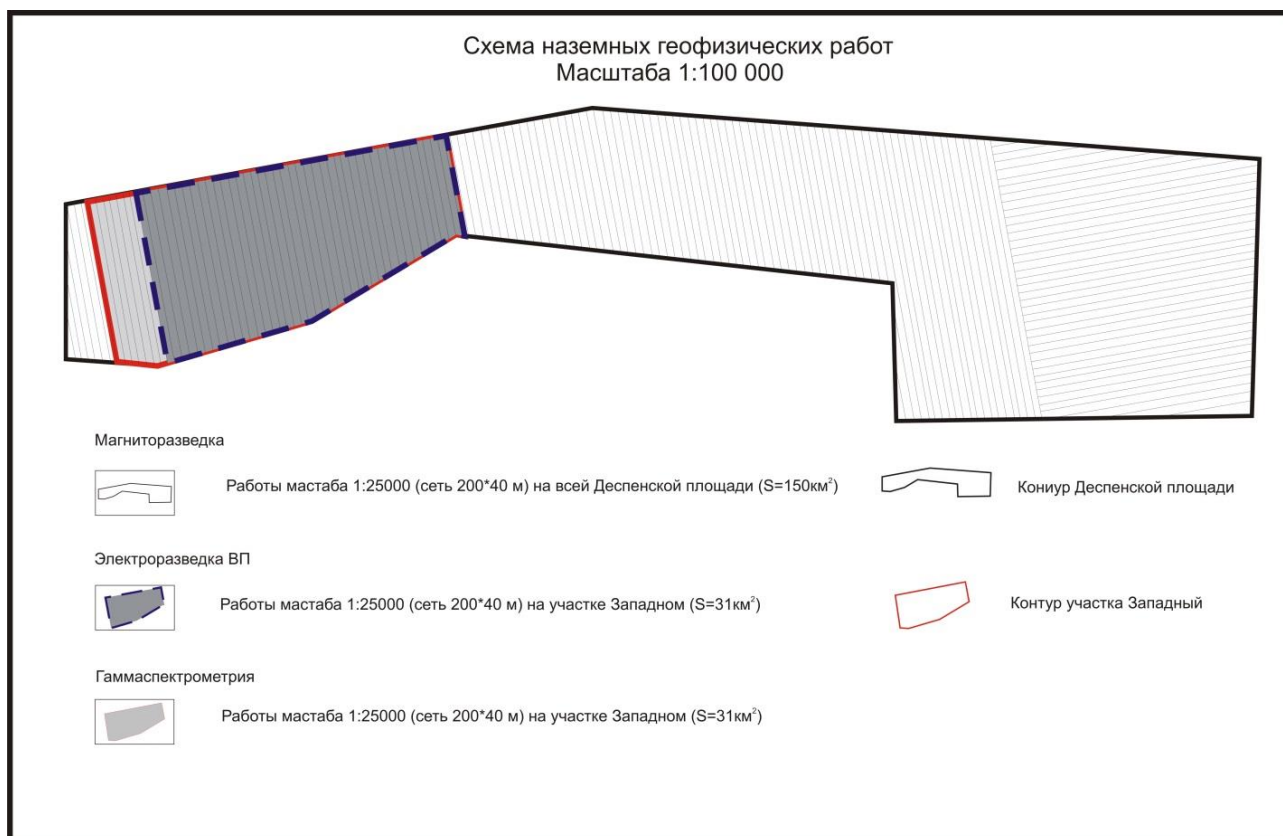 Схема наземных геофизических работ
Масштаба 1:100 000
Магниторазведка
Работы мастаба 1:25000 (сеть 200*40 м) на всей Деспенской площади (S=150км²)
Кониур Деспенской площади
Электроразведка ВП
Работы мастаба 1:25000 (сеть 200*40 м) на участке Западном (S=31км²)
Контур участка Западный
Гаммаспектрометрия
Работы мастаба 1:25000 (сеть 200*40 м) на участке Западном (S=31км²)